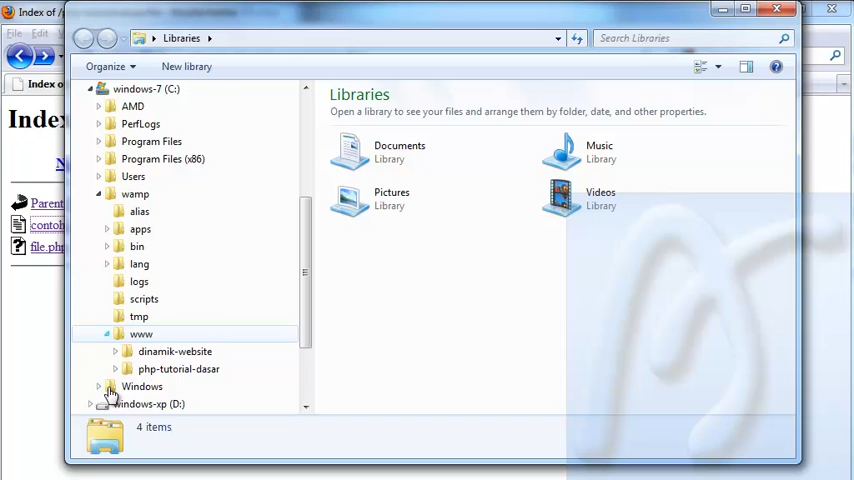 Index of /p
File Edit
Libraries
Search Libraries
Organize
New library
Index o
Index
N
Parent
contoh
file.php
windows-7 (C:)
AMD
PerfLogs
Program Files
Program Files (x86)
Users
wamp
alias
apps
bin
lang
logs
scripts
tmp
www
dinamik-website
php-tutorial-dasar
Windows
windows-xp (D:)
Libraries
Open a library to see your files and arrange them by folder, date, and other properties.
Documents
Library
Music
Library
Pictures
Library
Videos
Library
4 items